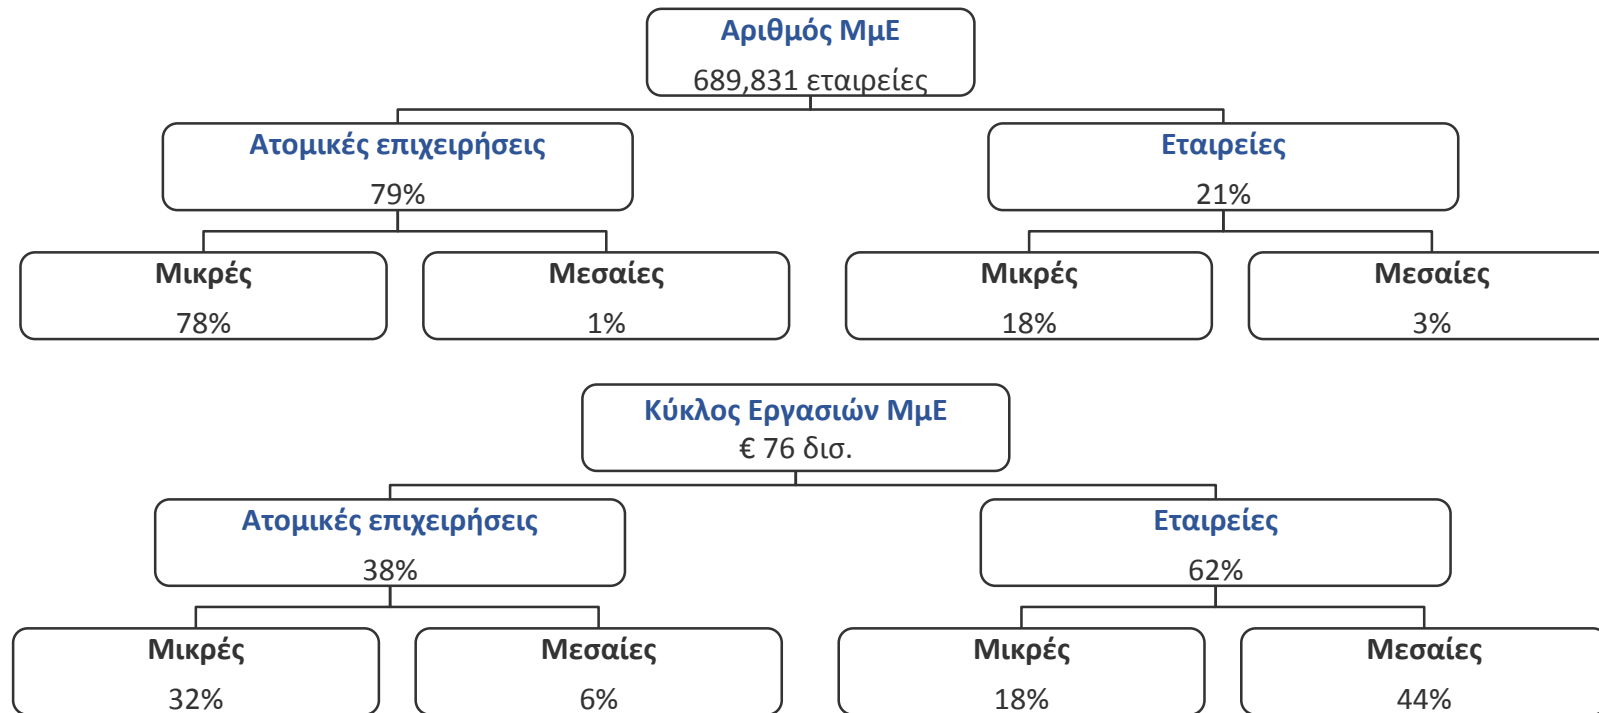 Αριθμός ΜμΕ
689,831 εταιρείες
Ατομικές επιχειρήσεις
79%
Εταιρείες
21%
Μικρές
78%
Μεσαίες
1%
Μικρές
18%
Μεσαίες
3%
Κύκλος Εργασιών ΜμΕ
€ 76 δισ.
Ατομικές επιχειρήσεις
38%
Εταιρείες
62%
Μικρές
32%
Μεσαίες
6%
Μικρές
18%
Μεσαίες
44%